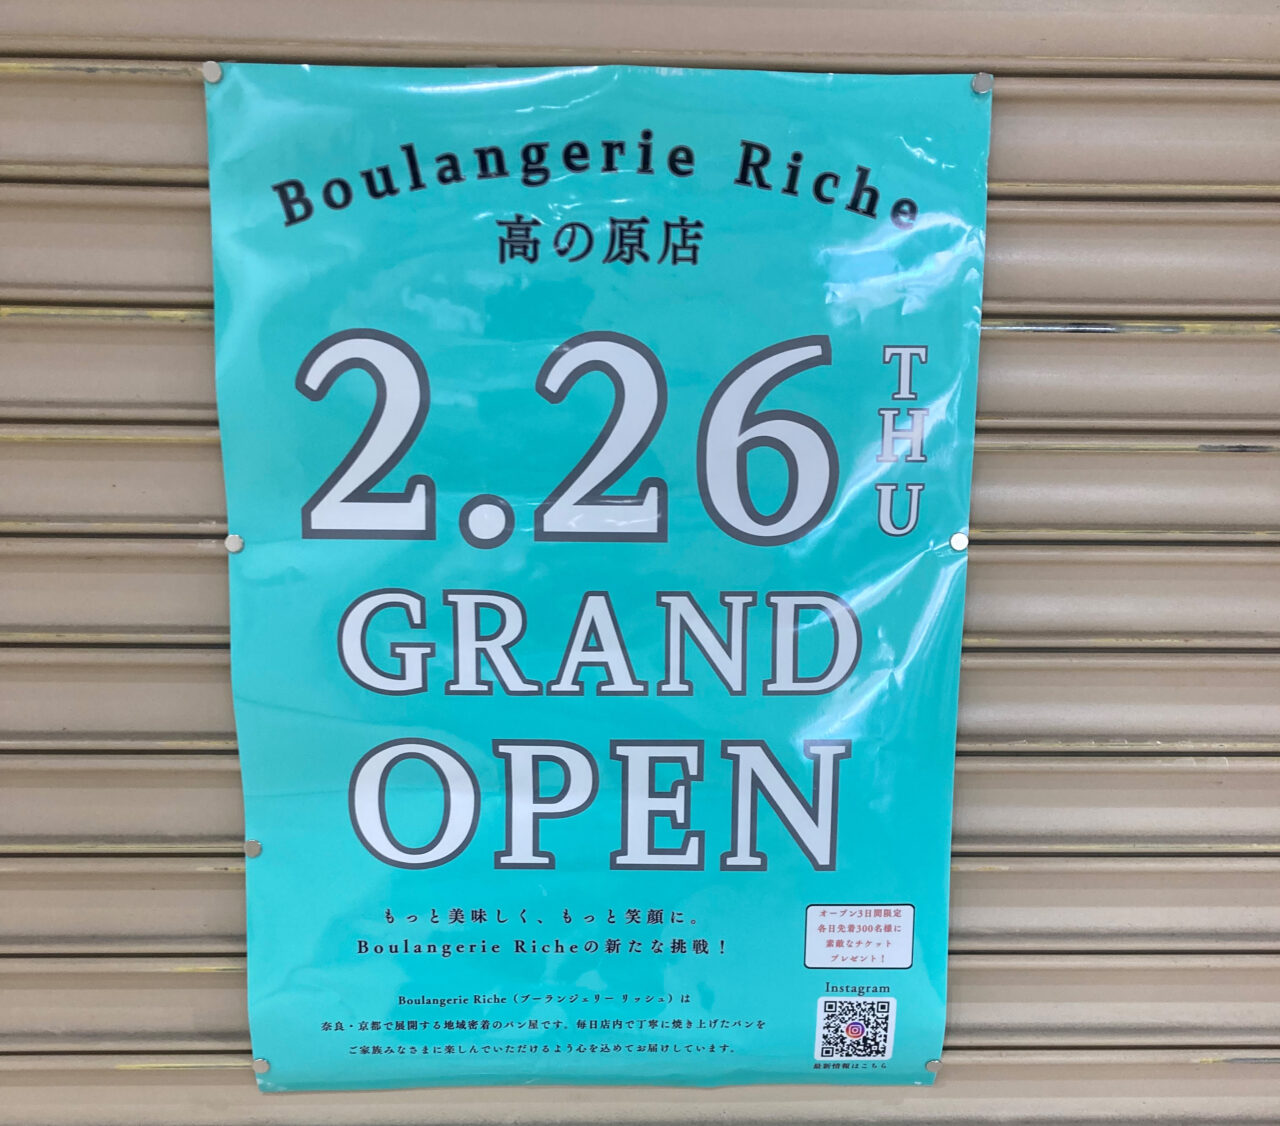 Boulangerie Riche
高の原店
2.26
THU
GRAND
OPEN
もっと美味しく、もっと笑顔に。
Boulangerie Richeの新たな挑戦！
オープン3日間限定
各日先着300名様に
素敵なチケット
プレゼント！
Boulangerie Riche（ブーランジェリー リッシュ）は
奈良・京都で展開する地域密着のパン屋です。毎日店内で丁寧に焼き上げたパンを
ご家族みなさまに楽しんでいただけるよう心を込めてお届けしています。
Instagram
最新情報はこちら